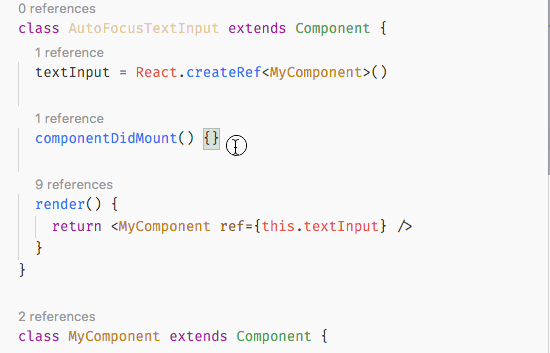 0 references
class AutoFocusTextInput extends Component {
1 reference
textInput = React.createRef<MyComponent>()
1 reference
componentDidMount() {}
9 references
render() {
return <MyComponent ref={this.textInput} />
}
}
2 references
class MyComponent extends Component {